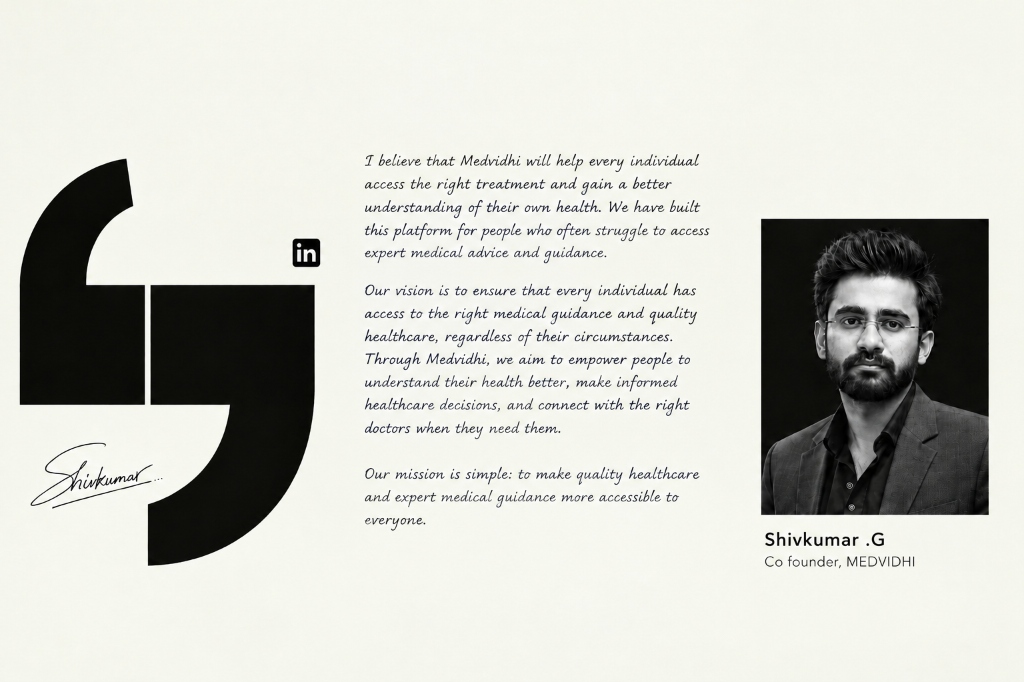 in
I believe that Medvidhi will help every individual
access the right treatment and gain a better
understanding of their own health. We have built
this platform for people who often struggle to access
expert medical advice and guidance.
Our vision is to ensure that every individual has
access to the right medical guidance and quality
healthcare, regardless of their circumstances.
Through Medvidhi, we aim to empower people to
understand their health better, make informed
healthcare decisions, and connect with the right
doctors when they need them.
Our mission is simple: to make quality healthcare
and expert medical guidance more accessible to
everyone.
Shivkumar...
Shivkumar .G
Co founder, MEDVIDHI